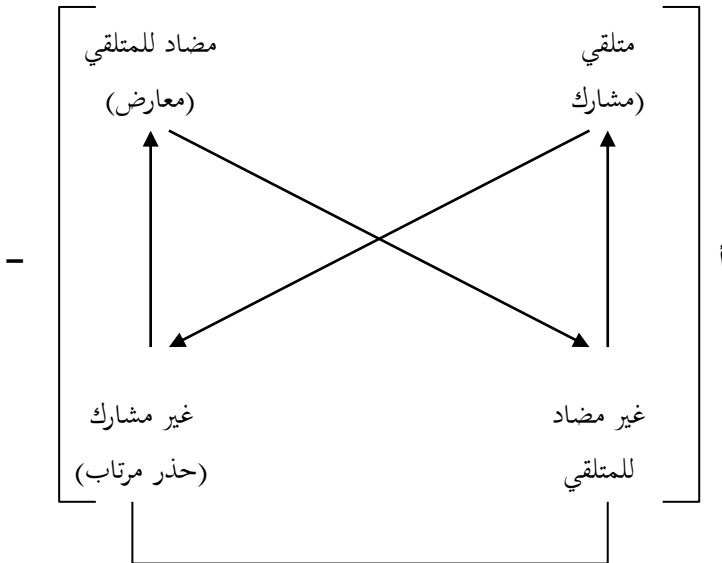 متلقي
(مشارك
مضاد للمتلقي
(معارض)
-
غير مضاد
للمتلقي
غير مشارك
(حذر مرتاب)